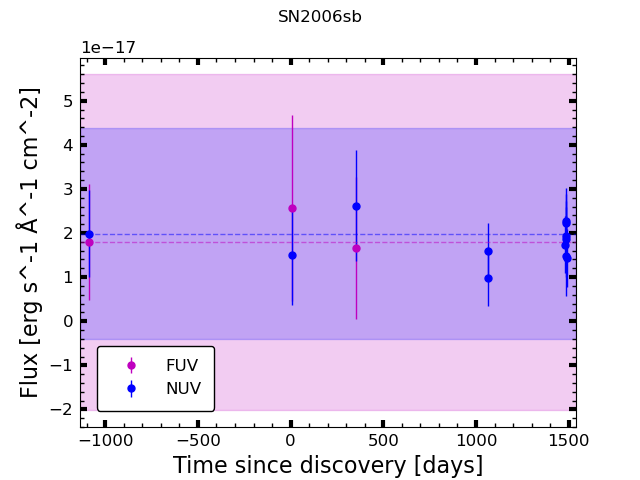 SN2006sb
1e−17
5
4
3
2
1
0
−1
−2
Flux [erg s^-1 Å^-1 cm^-2]
FUV
NUV
−1000 −500 0 500 1000 1500
Time since discovery [days]